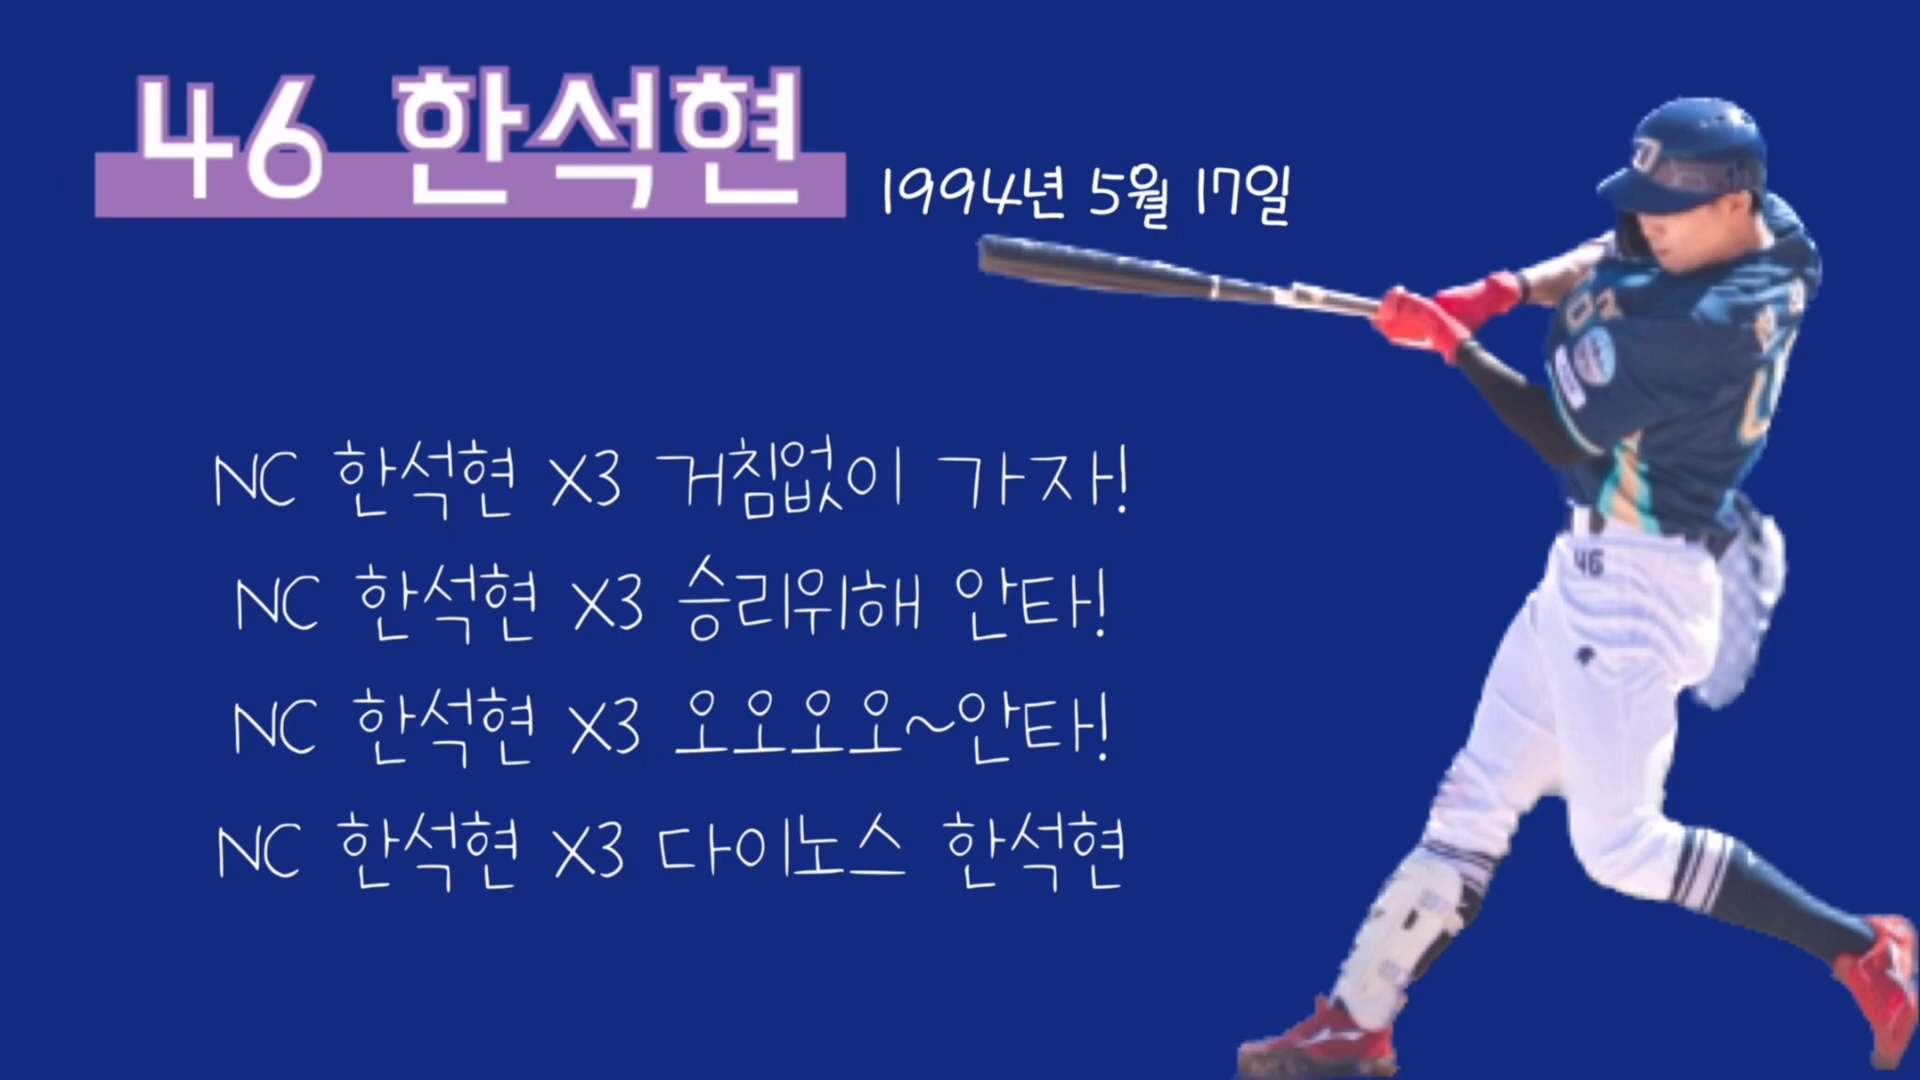 46 한석현
1994년 5월 17일
NC 한석현 X3 거침없이 가자!
NC 한석현 X3 승리위해 안타!
NC 한석현 X3 오오오오~안타!
NC 한석현 X3 다이노스 한석현
46